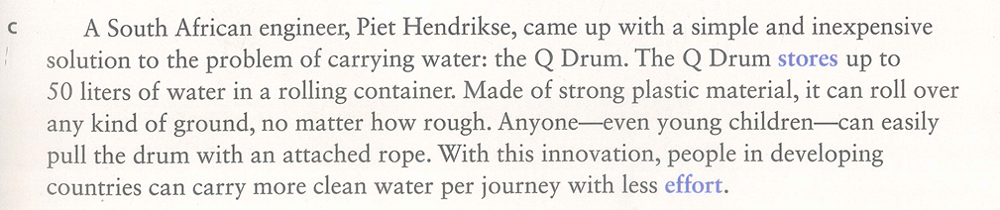 C
A South African engineer, Piet Hendrikse, came up with a simple and inexpensive
solution to the problem of carrying water: the Q Drum. The Q Drum stores up to
50 liters of water in a rolling container. Made of strong plastic material, it can roll over
any kind of ground, no matter how rough. Anyone—even young children—can easily
pull the drum with an attached rope. With this innovation, people in developing
countries can carry more clean water per journey with less effort.